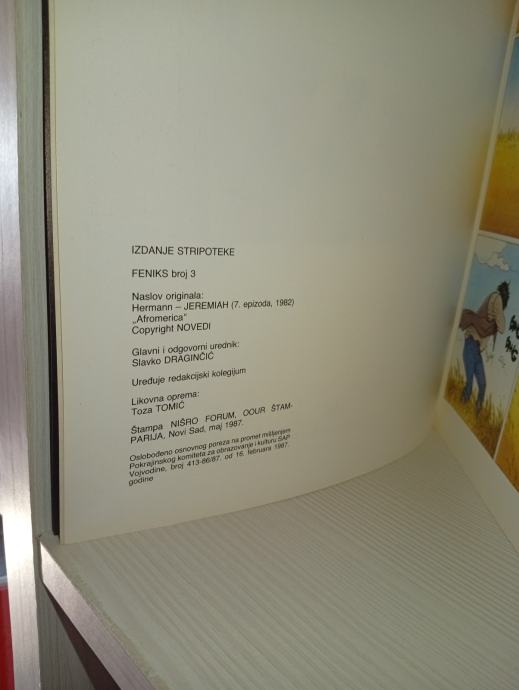 IZDANJE STRIPOTEKE
FENIKS broj 3
Naslov originala:
Hermann – JEREMIAH (7. epizoda, 1982)
„Afromerica”
Copyright NOVEDI
Glavni i odgovorni urednik:
Slavko DRAGINČIĆ
Uređuje redakcijski kolegijum
Likovna oprema:
Toza TOMIĆ
Štampa NIŠRO FORUM, OOUR ŠTAM-
PARIJA, Novi Sad, maj 1987.
Oslobođeno osnovnog poreza na promet mišljenjem
Pokrajinskog komiteta za obrazovanje i kulturu SAP
Vojvodine, broj 413-86/87. od 16. februara 1987.
godine